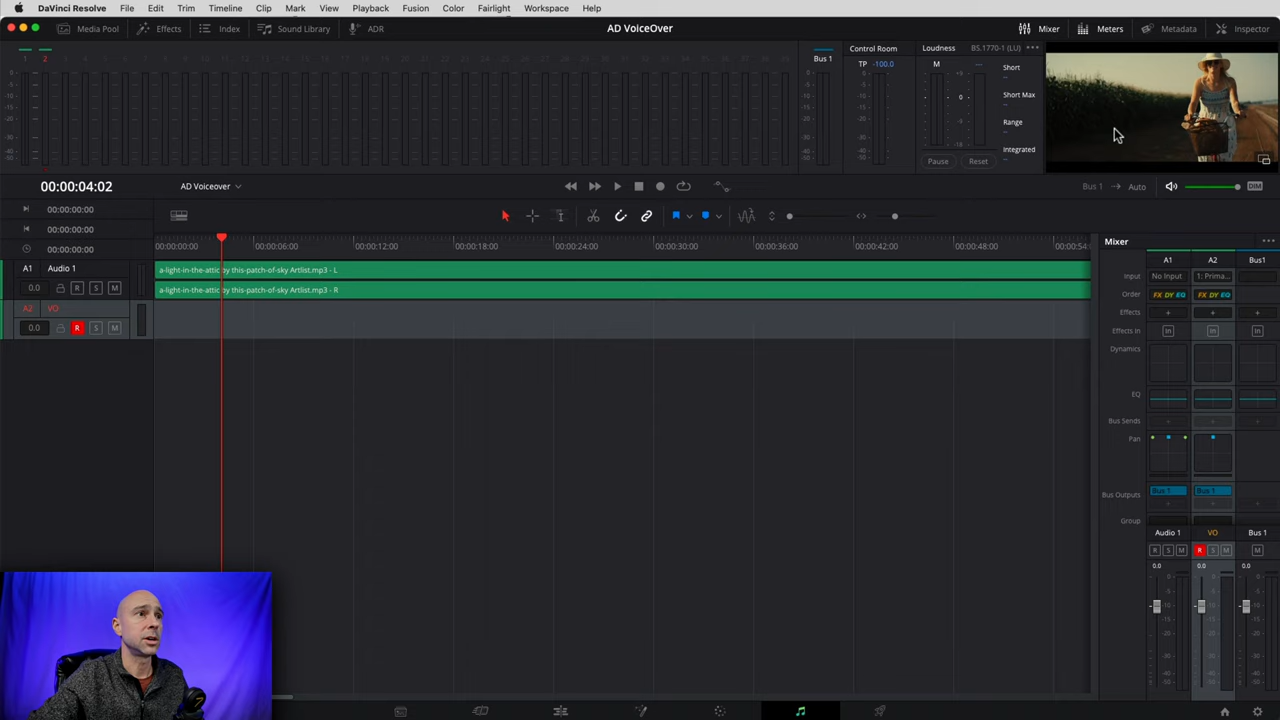 DaVinci Resolve File Edit Trim Timeline Clip Mark View Playback Fusion Color Fairlight Workspace Help
Media Pool Effects Index Sound Library ADR AD VoiceOver Mixer Meters Metadata Inspector
Bus 1 Control Room Loudness BS.1770-1 (LU)
TP -100.0 M
Short
+9
0
Short Max
-9
Range
-18
Integrated
Pause Reset
00:00:04:02 AD Voiceover Bus 1 Auto DIM
00:00:00:00
00:00:00:00
00:00:00:00
00:00:00:00 00:00:06:00 00:00:12:00 00:00:18:00 00:00:24:00 00:00:30:00 00:00:36:00 00:00:42:00 00:00:48:00 00:00:54:
Mixer
A1 Audio 1
0.0 R S M
a-light-in-the-attic by this-patch-of-sky Artlist.mp3 - L
a-light-in-the-attic by this-patch-of-sky Artlist.mp3 - R
A2 VO
0.0 R S M
A1 A2 Bus1
Input No Input 1: Prima...
Order FX DY EQ FX DY EQ
Effects + + +
Effects In
Dynamics
EQ
Bus Sends
Pan
Bus Outputs Bus 1 Bus 1
Group
Audio 1 VO Bus 1
R S M R S M M
0.0 0.0 0.0